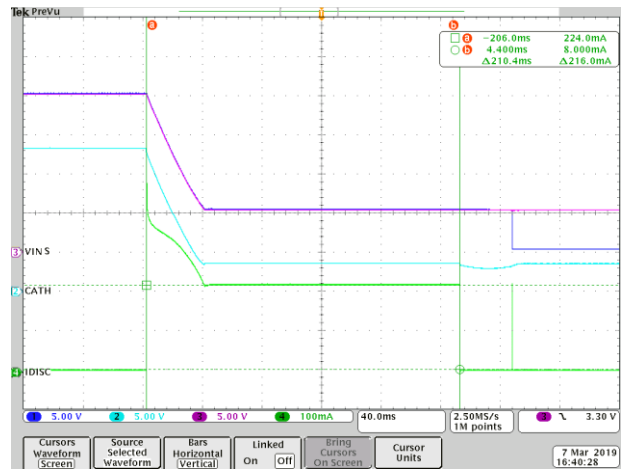 Tek PreVu
a
b
a −206.0ms 224.0mA
b 4.400ms 8.000mA
Δ210.4ms Δ216.0mA
3 VINS
2 CATH
4 IDISC
1 5.00 V 2 5.00 V 3 5.00 V 4 100mA 40.0ms 2.50MS/s 3 3.30 V
1M points
Cursors Waveform Screen
Source Selected Waveform
Bars Horizontal Vertical
Linked On Off
Bring Cursors On Screen
Cursor Units
7 Mar 2019
16:40:28